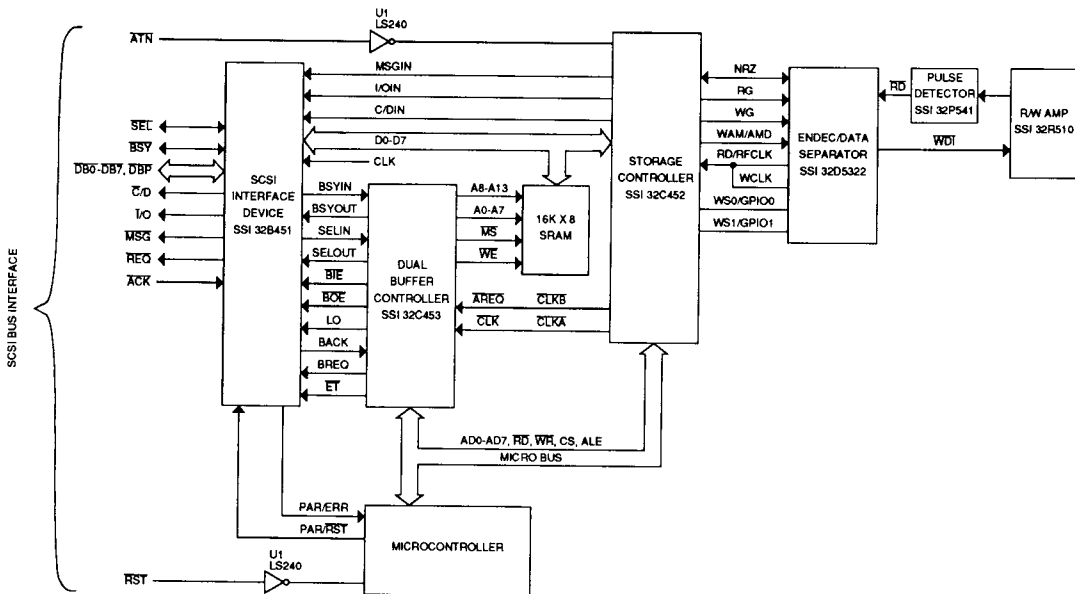 SCSI BUS INTERFACE
ATN
U1
LS240
MSGIN
I/OIN
C/DIN
D0-D7
CLK
SEL
BSY
DB0-DB7, DBP
C/D
I/O
MSG
REQ
ACK
SCSI
INTERFACE
DEVICE
SSI 32B451
BSYIN
BSYOUT
SELIN
SELOUT
BIE
BOE
LO
BACK
BREQ
ET
DUAL
BUFFER
CONTROLLER
SSI 32C453
A8-A13
A0-A7
MS
WE
16K X 8
SRAM
AREQ CLKB
CLK CLKA
STORAGE
CONTROLLER
SSI 32C452
NRZ
RG
WG
WAM/AMD
RD/RFCLK
WCLK
WS0/GPIO0
WS1/GPIO1
ENDEC/DATA
SEPARATOR
SSI 32D5322
RD
PULSE
DETECTOR
SSI 32P541
WDI
R/W AMP
SSI 32R510
AD0-AD7, RD, WR, CS, ALE
MICRO BUS
PAR/ERR
PAR/RST
MICROCONTROLLER
U1
LS240
RST